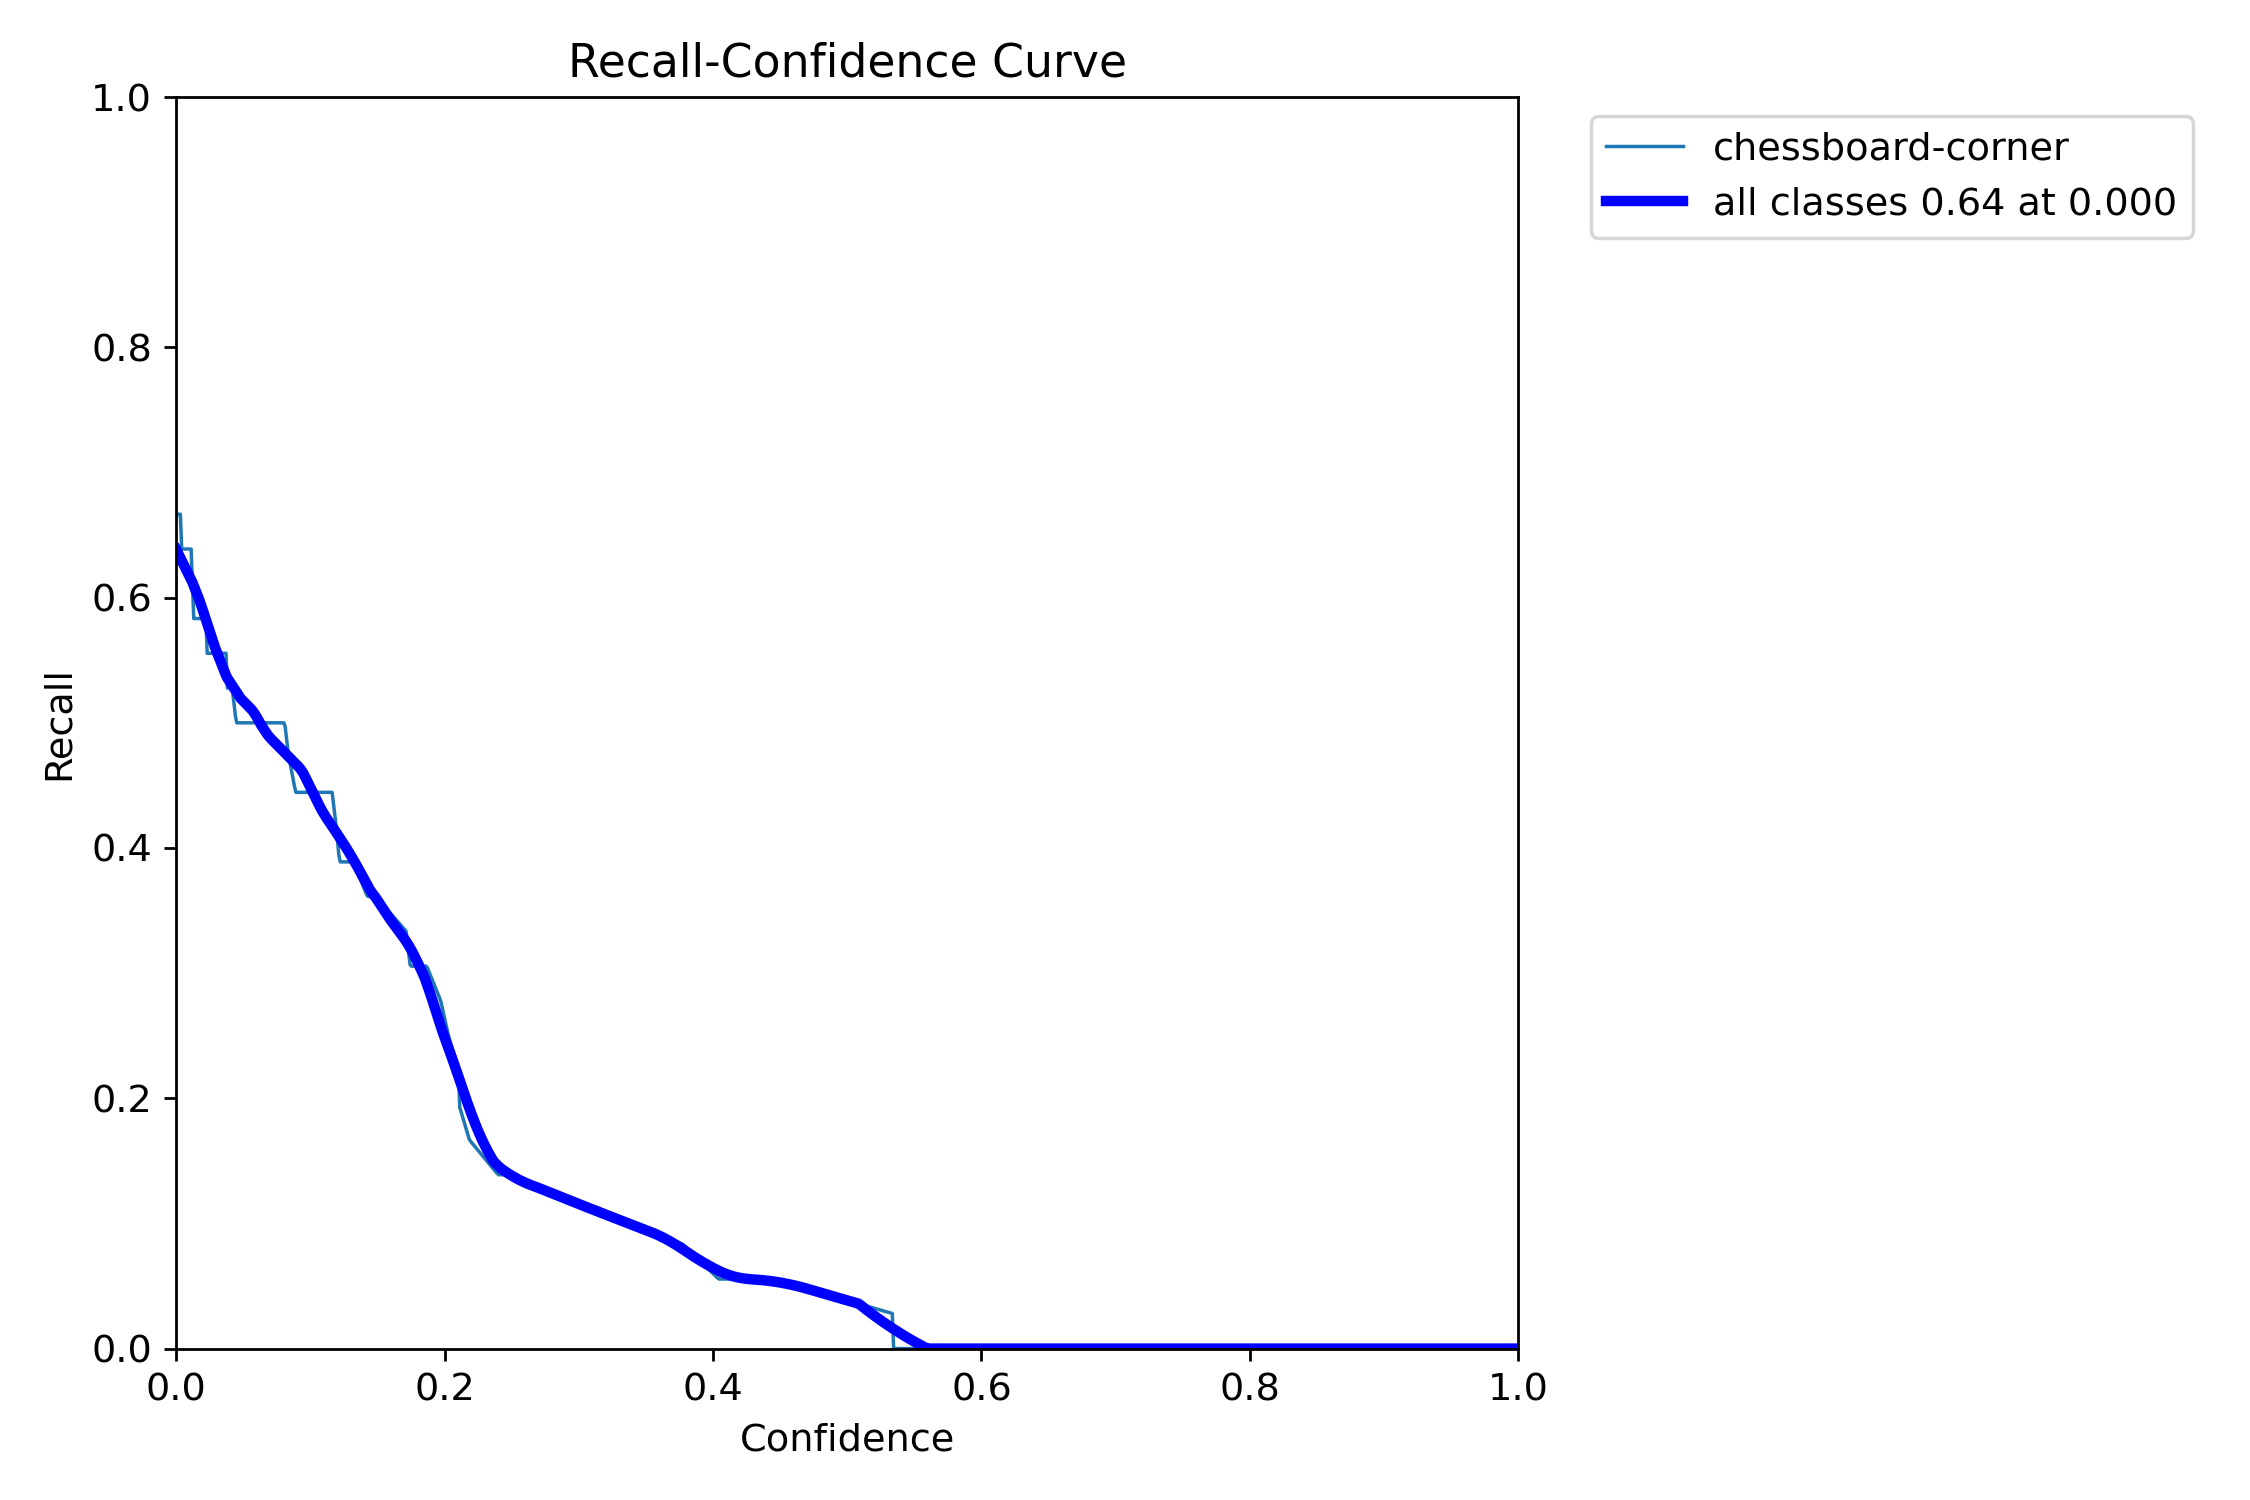 Recall-Confidence Curve
chessboard-corner
all classes 0.64 at 0.000
1.0
0.8
0.6
0.4
0.2
0.0
Recall
0.0 0.2 0.4 0.6 0.8 1.0
Confidence